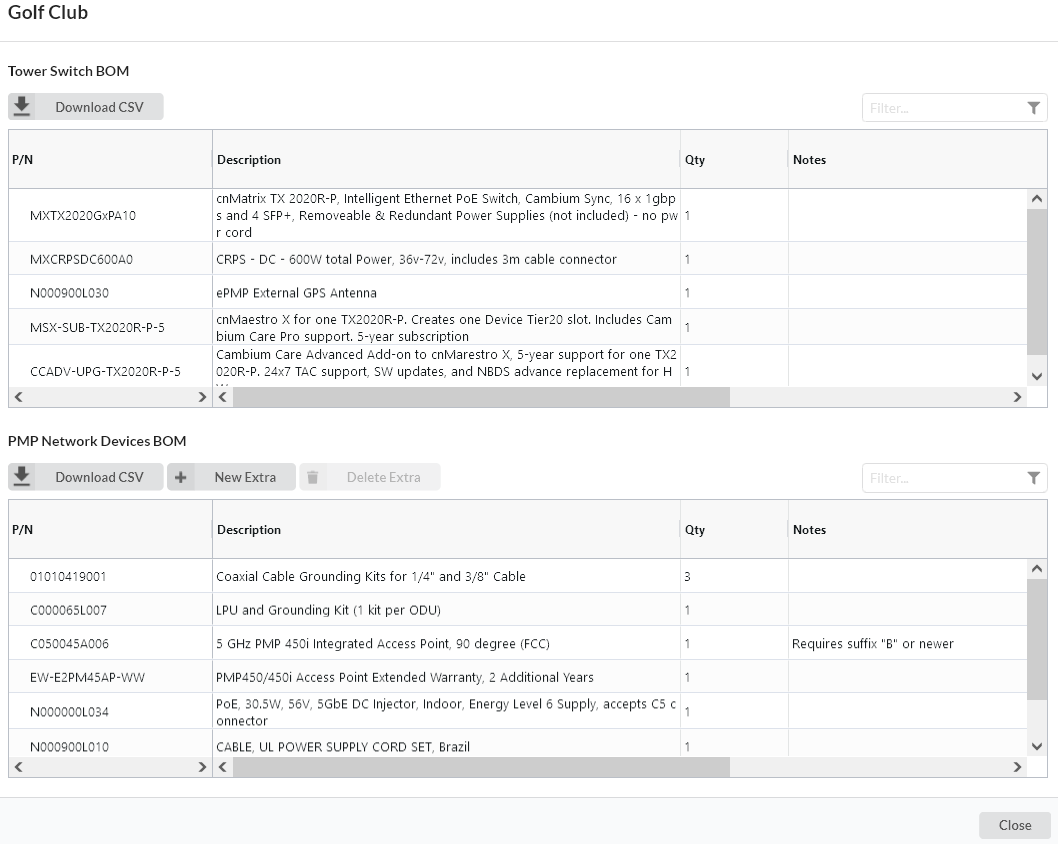 Golf Club
Tower Switch BOM
Download CSV
Filter...
P/N Description Qty Notes
MXTX2020GxPA10 cnMatrix TX 2020R-P, Intelligent Ethernet PoE Switch, Cambium Sync, 16 x 1gbp
s and 4 SFP+, Removeable & Redundant Power Supplies (not included) - no pw 1
r cord
MXCRPSDC600A0 CRPS - DC - 600W total Power, 36v-72v, includes 3m cable connector 1
N000900L030 ePMP External GPS Antenna 1
MSX-SUB-TX2020R-P-5 cnMaestro X for one TX2020R-P. Creates one Device Tier20 slot. Includes Cam
bium Care Pro support. 5-year subscription 1
CCADV-UPG-TX2020R-P-5 Cambium Care Advanced Add-on to cnMarestro X, 5-year support for one TX2
020R-P. 24x7 TAC support, SW updates, and NBDS advance replacement for H 1
PMP Network Devices BOM
Download CSV New Extra Delete Extra
Filter...
P/N Description Qty Notes
01010419001 Coaxial Cable Grounding Kits for 1/4" and 3/8" Cable 3
C000065L007 LPU and Grounding Kit (1 kit per ODU) 1
C050045A006 5 GHz PMP 450i Integrated Access Point, 90 degree (FCC) 1 Requires suffix "B" or newer
EW-E2PM45AP-WW PMP450/450i Access Point Extended Warranty, 2 Additional Years 1
N000000L034 PoE, 30.5W, 56V, 5GbE DC Injector, Indoor, Energy Level 6 Supply, accepts C5 c
onnector 1
N000900L010 CABLE, UL POWER SUPPLY CORD SET, Brazil 1
Close